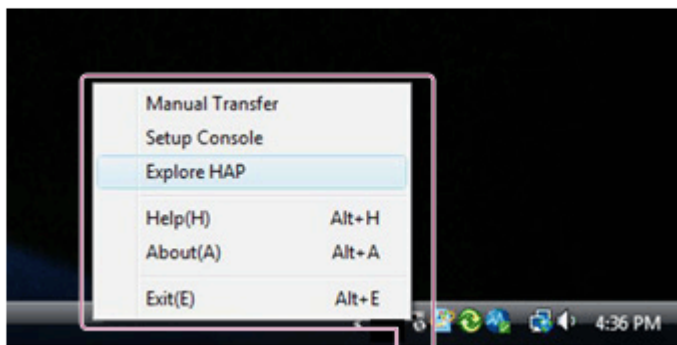 Manual Transfer
Setup Console
Explore HAP
Help(H) Alt+H
About(A) Alt+A
Exit(E) Alt+E
4:36 PM